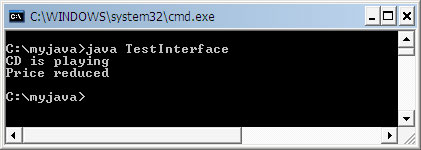 C:\WINDOWS\system32\cmd.exe
C:\myjava>java TestInterface
CD is playing
Price reduced
C:\myjava>